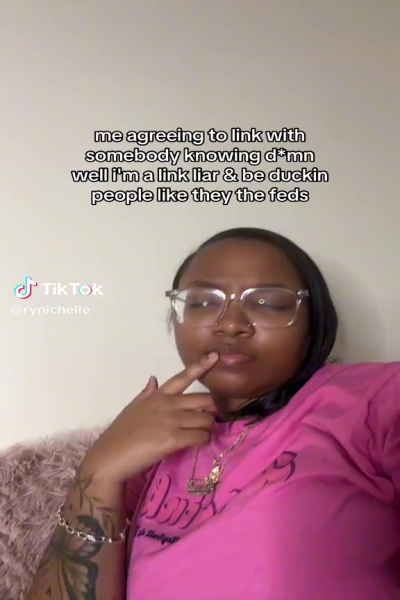 me agreeing to link with
somebody knowing d*mn
well i'm a link liar & be duckin
people like they the feds
TikTok
@rynichelle